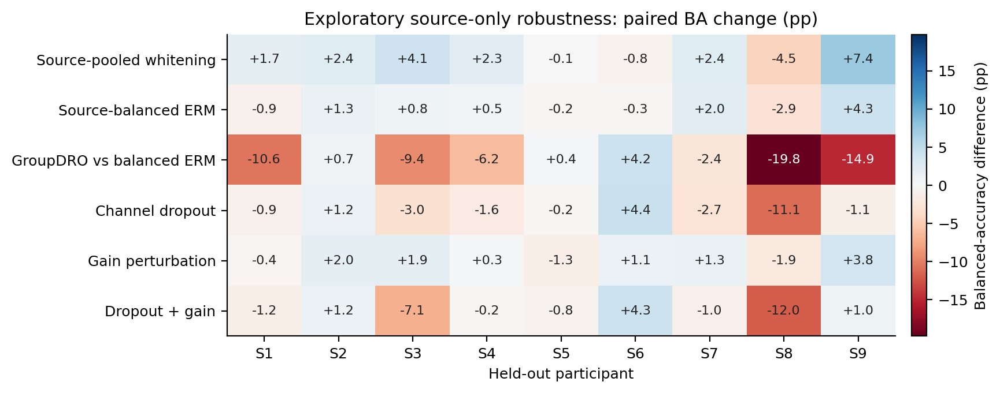 Exploratory source-only robustness: paired BA change (pp)
Source-pooled whitening +1.7 +2.4 +4.1 +2.3 -0.1 -0.8 +2.4 -4.5 +7.4
Source-balanced ERM -0.9 +1.3 +0.8 +0.5 -0.2 -0.3 +2.0 -2.9 +4.3
GroupDRO vs balanced ERM -10.6 +0.7 -9.4 -6.2 +0.4 +4.2 -2.4 -19.8 -14.9
Channel dropout -0.9 +1.2 -3.0 -1.6 -0.2 +4.4 -2.7 -11.1 -1.1
Gain perturbation -0.4 +2.0 +1.9 +0.3 -1.3 +1.1 +1.3 -1.9 +3.8
Dropout + gain -1.2 +1.2 -7.1 -0.2 -0.8 +4.3 -1.0 -12.0 +1.0
S1 S2 S3 S4 S5 S6 S7 S8 S9
Held-out participant
15
10
5
0
−5
−10
−15
Balanced-accuracy difference (pp)